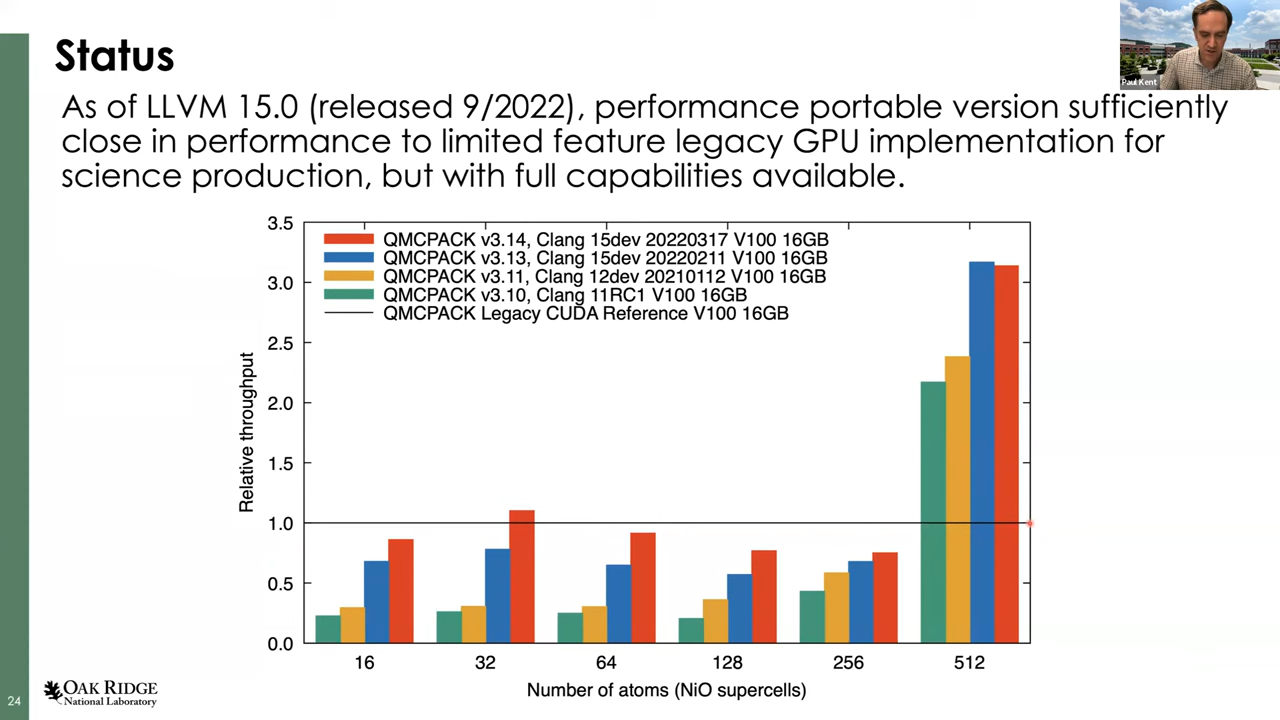 Status
Paul Kent
As of LLVM 15.0 (released 9/2022), performance portable version sufficiently
close in performance to limited feature legacy GPU implementation for
science production, but with full capabilities available.
QMCPACK v3.14, Clang 15dev 20220317 V100 16GB
QMCPACK v3.13, Clang 15dev 20220211 V100 16GB
QMCPACK v3.11, Clang 12dev 20210112 V100 16GB
QMCPACK v3.10, Clang 11RC1 V100 16GB
QMCPACK Legacy CUDA Reference V100 16GB
3.5
3.0
2.5
2.0
1.5
1.0
0.5
0.0
Relative throughput
16 32 64 128 256 512
Number of atoms (NiO supercells)
24
OAK RIDGE
National Laboratory